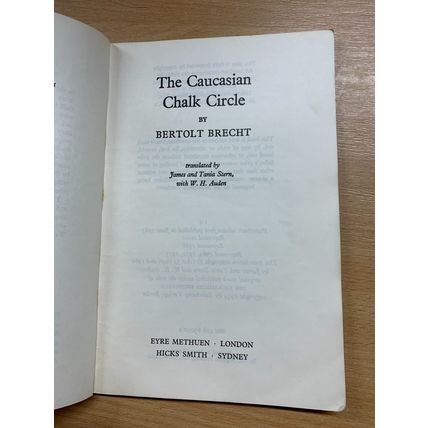 The Caucasian
Chalk Circle
BY
BERTOLT BRECHT
translated by
James and Tania Stern,
with W. H. Auden
EYRE METHUEN · LONDON
HICKS SMITH · SYDNEY